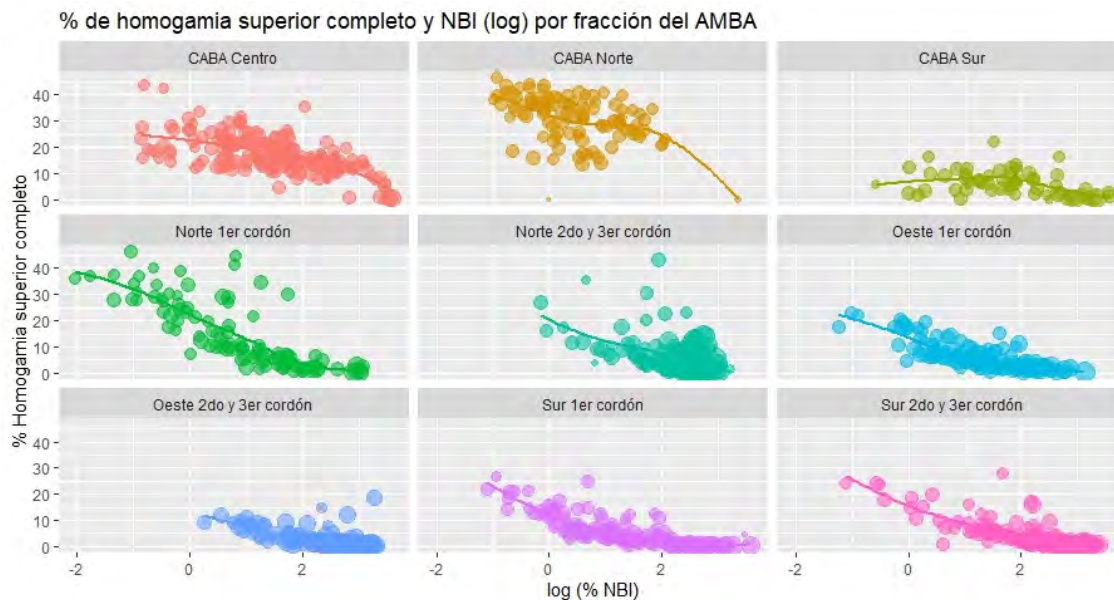 % de homogamia superior completo y NBI (log) por fracción del AMBA
CABA Centro CABA Norte CABA Sur
40
30
20
10
0
% Homogamia superior completo
Norte 1er cordón Norte 2do y 3er cordón Oeste 1er cordón
40
30
20
10
0
Oeste 2do y 3er cordón Sur 1er cordón Sur 2do y 3er cordón
40
30
20
10
0
-2 0 2 -2 0 2 -2 0 2
log (% NBI)